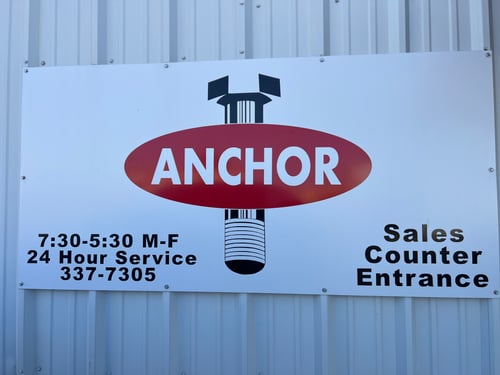 ANCHOR
7:30-5:30 M-F
24 Hour Service
337-7305
Sales
Counter
Entrance